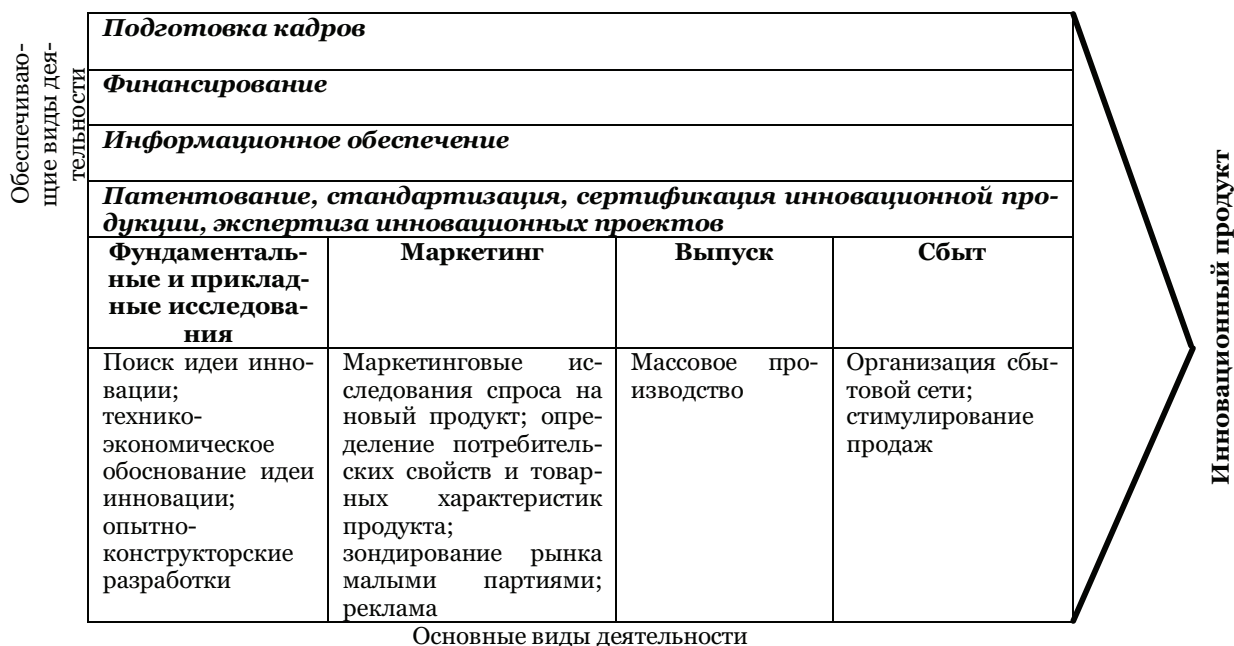 Обеспечиваю-
щие виды дея-
тельности
Подготовка кадров
Финансирование
Информационное обеспечение
Патентование, стандартизация, сертификация инновационной про-
дукции, экспертиза инновационных проектов
Фундаменталь-
ные и приклад-
ные исследова-
ния
Маркетинг
Выпуск
Сбыт
Поиск идеи инно-
вации;
технико-
экономическое
обоснование идеи
инновации;
опытно-
конструкторские
разработки
Маркетинговые ис-
следования спроса на
новый продукт; опре-
деление потребитель-
ских свойств и товар-
ных характеристик
продукта;
зондирование рынка
малыми партиями;
реклама
Массовое про-
изводство
Организация сбы-
товой сети;
стимулирование
продаж
Основные виды деятельности
Инновационный продукт